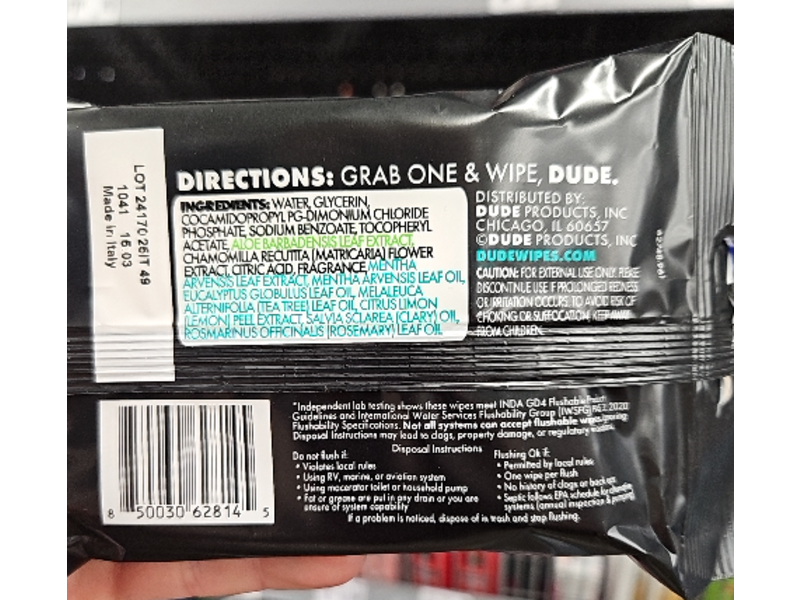 LOT 24170 25IT 49
1041 15 03
Made in Italy
DIRECTIONS: GRAB ONE & WIPE, DUDE.
INGREDIENTS: WATER, GLYCERIN,
COCAMIDOPROPYL PG-DIMONIUM CHLORIDE
PHOSPHATE, SODIUM BENZOATE, TOCOPHERYL
ACETATE, ALOE BARBADENSIS LEAF EXTRACT,
CHAMOMILLA RECUTITA (MATRICARIA) FLOWER
EXTRACT, CITRIC ACID, FRAGRANCE, MENTHA
ARVENSIS LEAF EXTRACT, MENTHA ARVENSIS LEAF OIL,
EUCALYPTUS GLOBULUS LEAF OIL, MELALEUCA
ALTERNIFOLIA (TEA TREE) LEAF OIL, CITRUS LIMON
(LEMON) PEEL EXTRACT, SALVIA SCLAREA (CLARY) OIL,
ROSMARINUS OFFICINALIS (ROSEMARY) LEAF OIL
DISTRIBUTED BY:
DUDE PRODUCTS, INC
CHICAGO, IL 60657
©DUDE PRODUCTS, INC
DUDEWIPES.COM
CAUTION: FOR EXTERNAL USE ONLY. PLEASE
DISCONTINUE USE IF PROLONGED REDNESS
OR IRRITATION OCCURS. TO AVOID RISK OF
CHOKING OR SUFFOCATION, KEEP AWAY
FROM CHILDREN.
*Independent lab testing shows these wipes meet INDA GD4 Flushable Product
Guidelines and International Water Services Flushability Group (IWSFG) PAS 2020
Flushability Specifications. Not all systems can accept flushable wipes. Ignoring
Disposal Instructions may lead to clogs, property damage, or regulatory
Disposal Instructions
Do not flush if:
• Violates local rules
• Using RV, marine, or aviation system
• Using macerator toilet or household pump
• Fat or grease are put in any drain or you are
unsure of system capability
Flushing Ok if:
• Permitted by local rules
• One wipe per flush
• No history of clogs or back ups
• Septic follows EPA schedule for
systems (annual inspection & pumping)
If a problem is noticed, dispose of in trash and stop flushing.
8 50030 62814 5